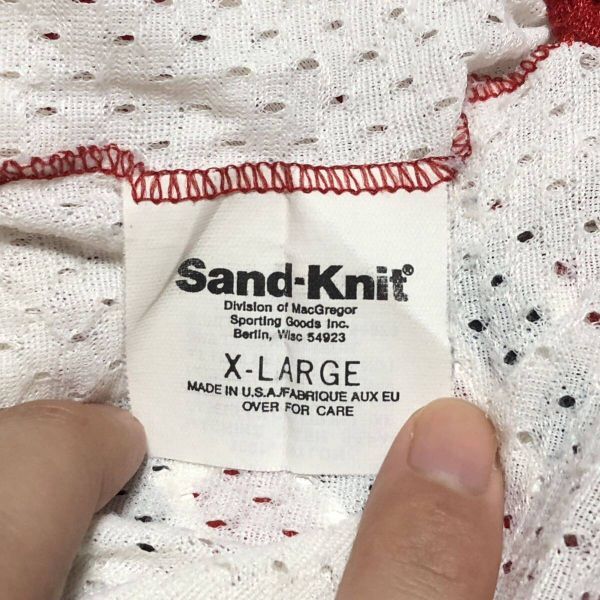 Sand-Knit®
Division of MacGregor
Sporting Goods Inc.
Berlin, Wisc 54923
X-LARGE
MADE IN U.S.A./FABRIQUE AUX EU
OVER FOR CARE